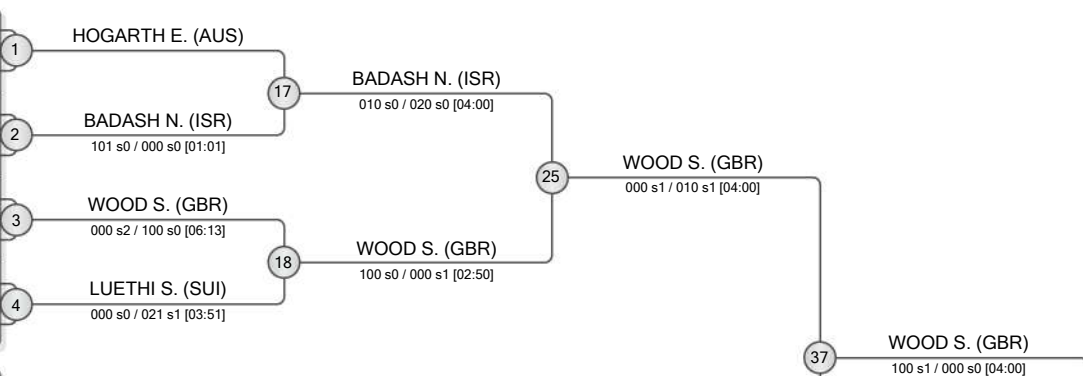 1
HOGARTH E. (AUS)
17
BADASH N. (ISR)
010 s0 / 020 s0 [04:00]
2
BADASH N. (ISR)
101 s0 / 000 s0 [01:01]
25
WOOD S. (GBR)
000 s1 / 010 s1 [04:00]
3
WOOD S. (GBR)
000 s2 / 100 s0 [06:13]
18
WOOD S. (GBR)
100 s0 / 000 s1 [02:50]
4
LUETHI S. (SUI)
000 s0 / 021 s1 [03:51]
37
WOOD S. (GBR)
100 s1 / 000 s0 [04:00]